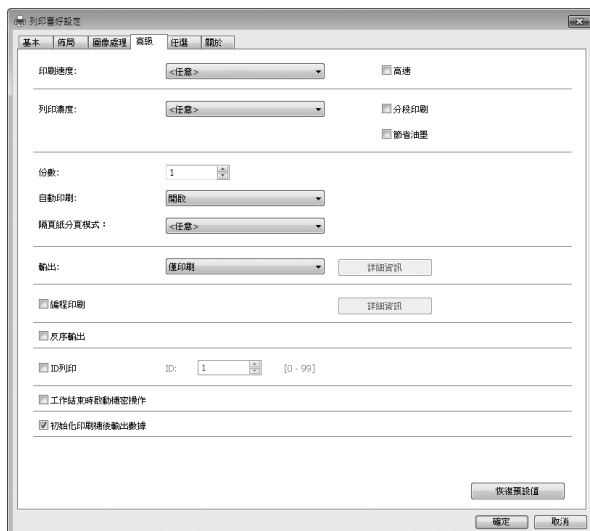 列印喜好設定
基本 佈局 圖像處理 高級 任選 關於
印刷速度: <任意> 高速
列印濃度: <任意> 分段印刷
節省油墨
份數: 1
自動印刷: 開啟
隔頁紙分頁模式： <任意>
輸出: 僅印刷 詳細資訊
編程印刷 詳細資訊
反序輸出
ID列印 ID: 1 [0 - 99]
工作結束時啟動機密操作
初始化印刷機後輸出數據
恢復預設值
確定 取消